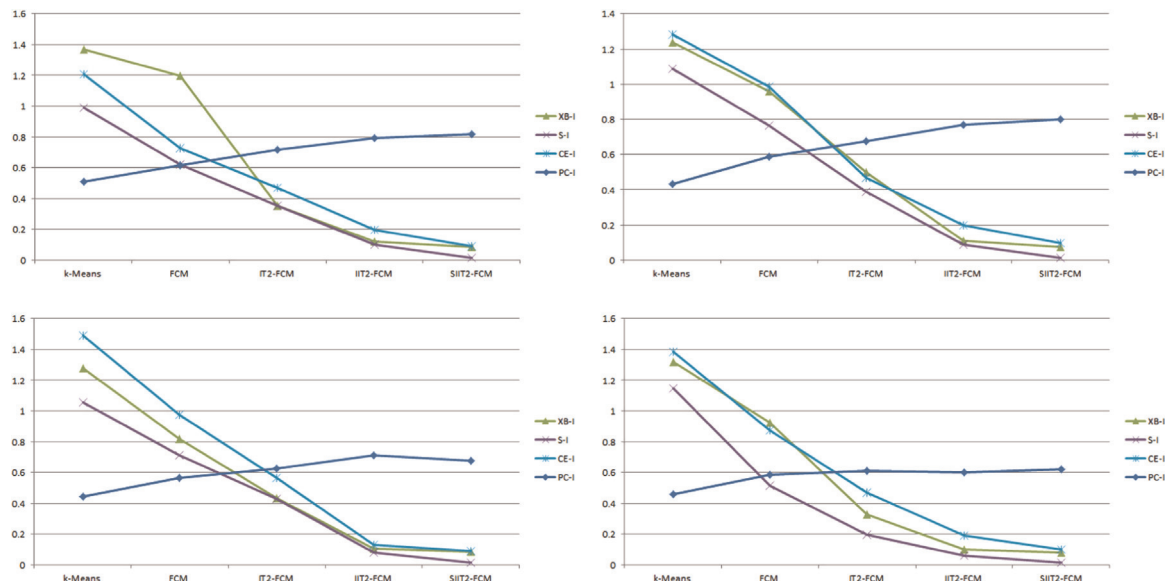 1.6
1.4
1.2
1
0.8
0.6
0.4
0.2
0
k-Means FCM IT2-FCM IIT2-FCM SIIT2-FCM
XB-I
S-I
CE-I
PC-I
1.4
1.2
1
0.8
0.6
0.4
0.2
0
k-Means FCM IT2-FCM IIT2-FCM SIIT2-FCM
XB-I
S-I
CE-I
PC-I
1.6
1.4
1.2
1
0.8
0.6
0.4
0.2
0
k-Means FCM IT2-FCM IIT2-FCM SIIT2-FCM
XB-I
S-I
CE-I
PC-I
1.6
1.4
1.2
1
0.8
0.6
0.4
0.2
0
k-Means FCM IT2-FCM IIT2-FCM SIIT2-FCM
XB-I
S-I
CE-I
PC-I